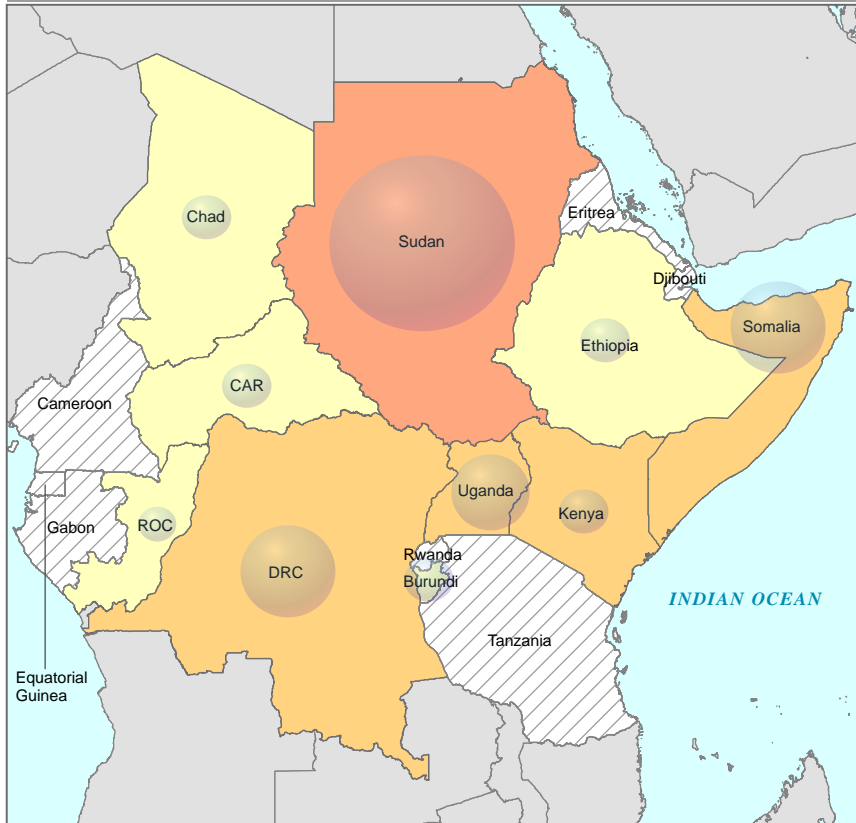 Chad
Sudan
Eritrea
Djibouti
Somalia
Ethiopia
CAR
Cameroon
Uganda
Kenya
ROC
Gabon
Rwanda
DRC
Burundi
INDIAN OCEAN
Tanzania
Equatorial
Guinea